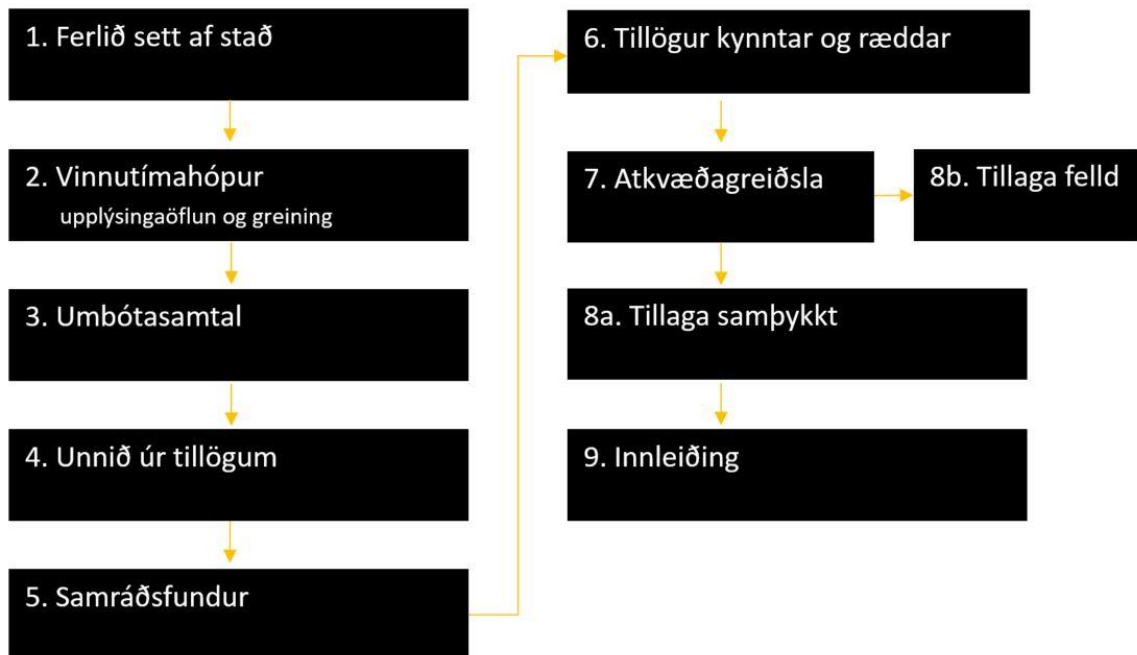 1. Ferlið sett af stað
2. Vinnutímahópur
upplýsingaöflun og greining
3. Umbótasamtal
4. Unnið úr tillögum
5. Samráðsfundur
6. Tillögur kynntar og ræddar
7. Atkvæðagreiðsla
8b. Tillaga felld
8a. Tillaga samþykkt
9. Innleiðing